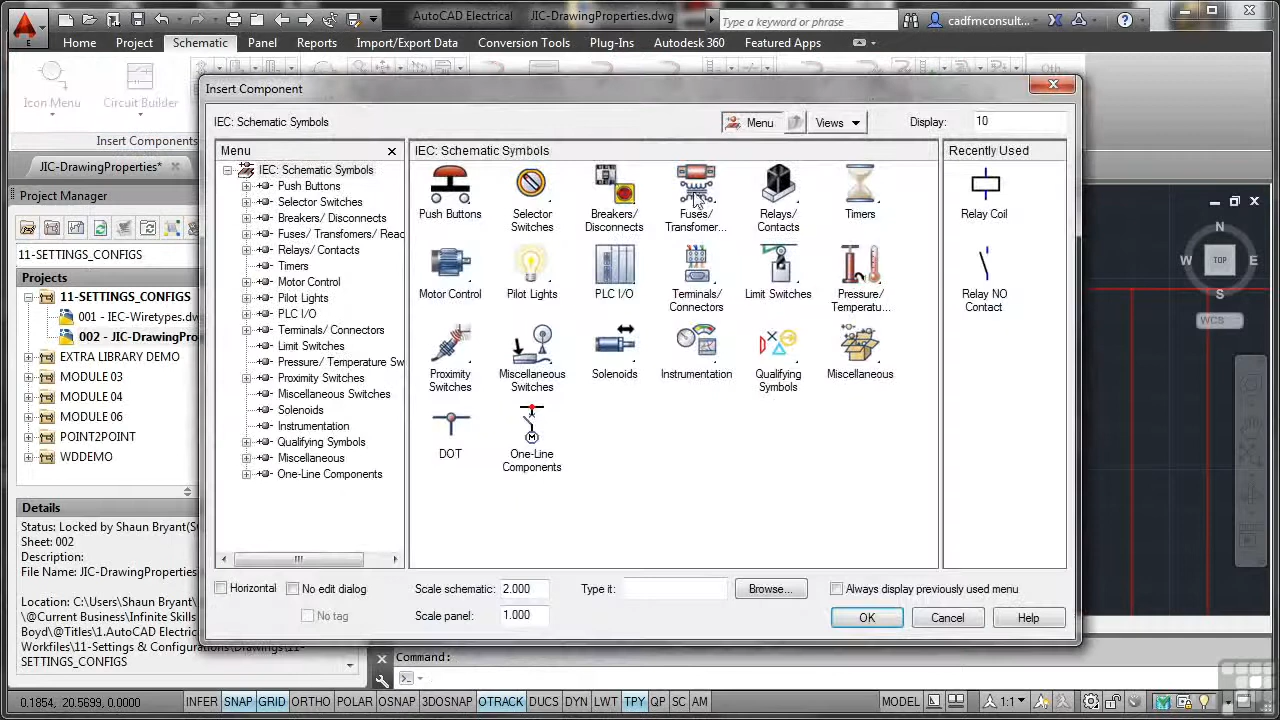 AutoCAD Electrical JIC-DrawingProperties.dwg
Type a keyword or phrase
cadfmconsult...
E
Home Project Schematic Panel Reports Import/Export Data Conversion Tools Plug-Ins Autodesk 360 Featured Apps
Icon Menu Circuit Builder
Insert Components
JIC-DrawingProperties*
Project Manager
11-SETTINGS_CONFIGS
Projects
11-SETTINGS_CONFIGS
001 - IEC-Wiretypes.dw
002 - JIC-DrawingPro
EXTRA LIBRARY DEMO
MODULE 03
MODULE 04
MODULE 06
POINT2POINT
WDDEMO
Details
Status: Locked by Shaun Bryant(S
Sheet: 002
Description:
File Name: JIC-DrawingProperties
Location: C:\Users\Shaun Bryant\
\@Current Business\Infinite Skills
Boyd\@Titles\1.AutoCAD Electric
Workfiles\11-Settings & Configurations\Drawings\11-
SETTINGS_CONFIGS
Insert Component
IEC: Schematic Symbols
Menu Views Display: 10
Menu
IEC: Schematic Symbols
Push Buttons
Selector Switches
Breakers/ Disconnects
Fuses/ Transfomers/ Reac
Relays/ Contacts
Timers
Motor Control
Pilot Lights
PLC I/O
Terminals/ Connectors
Limit Switches
Pressure/ Temperature Sw
Proximity Switches
Miscellaneous Switches
Solenoids
Instrumentation
Qualifying Symbols
Miscellaneous
One-Line Components
IEC: Schematic Symbols
Push Buttons
Selector Switches
Breakers/ Disconnects
Fuses/ Transfomer...
Relays/ Contacts
Timers
Motor Control
Pilot Lights
PLC I/O
Terminals/ Connectors
Limit Switches
Pressure/ Temperatu...
Proximity Switches
Miscellaneous Switches
Solenoids
Instrumentation
Qualifying Symbols
Miscellaneous
DOT
One-Line Components
Recently Used
Relay Coil
Relay NO Contact
Horizontal No edit dialog Scale schematic: 2.000 Type it: Browse... Always display previously used menu
No tag Scale panel: 1.000 OK Cancel Help
N
W TOP E
S
WCS
Command:
0.1854, 20.5699, 0.0000 INFER SNAP GRID ORTHO POLAR OSNAP 3DOSNAP OTRACK DUCS DYN LWT TPY QP SC AM MODEL 1:1